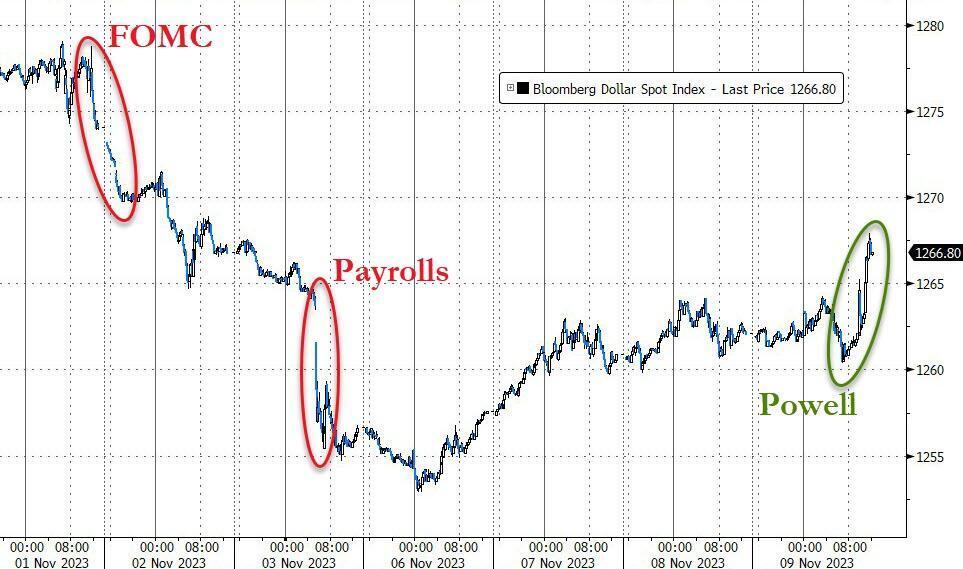 FOMC
1280
Bloomberg Dollar Spot Index - Last Price 1266.80
1275
1270
1266.80
Payrolls
1265
1260
Powell
1255
00:00 08:00 00:00 08:00 00:00 08:00 00:00 08:00 00:00 08:00 00:00 08:00 00:00 08:00
01 Nov 2023 02 Nov 2023 03 Nov 2023 06 Nov 2023 07 Nov 2023 08 Nov 2023 09 Nov 2023